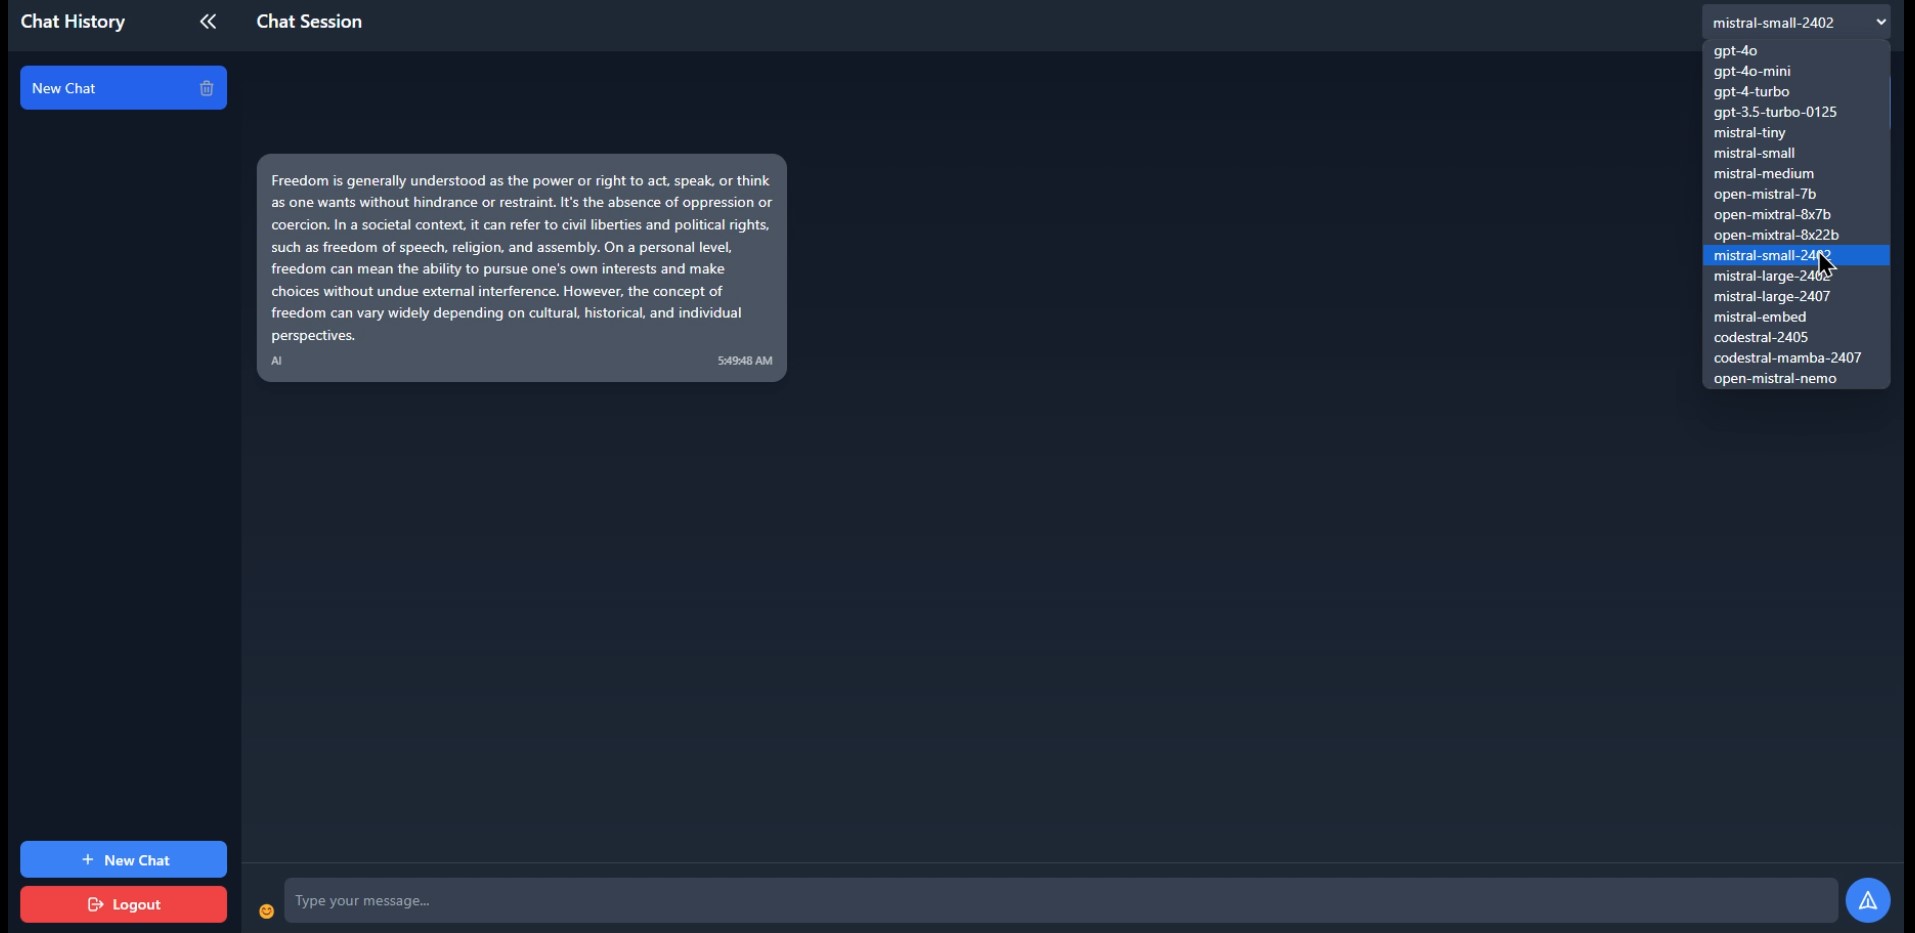 Chat History
Chat Session
mistral-small-2402
New Chat
gpt-4o
gpt-4o-mini
gpt-4-turbo
gpt-3.5-turbo-0125
mistral-tiny
mistral-small
mistral-medium
open-mistral-7b
open-mixtral-8x7b
open-mixtral-8x22b
mistral-small-2402
mistral-large-2402
mistral-large-2407
mistral-embed
codestral-2405
codestral-mamba-2407
open-mistral-nemo
Freedom is generally understood as the power or right to act, speak, or think
as one wants without hindrance or restraint. It's the absence of oppression or
coercion. In a societal context, it can refer to civil liberties and political rights,
such as freedom of speech, religion, and assembly. On a personal level,
freedom can mean the ability to pursue one's own interests and make
choices without undue external interference. However, the concept of
freedom can vary widely depending on cultural, historical, and individual
perspectives.
AI 5:49:48 AM
+ New Chat
Logout
Type your message...